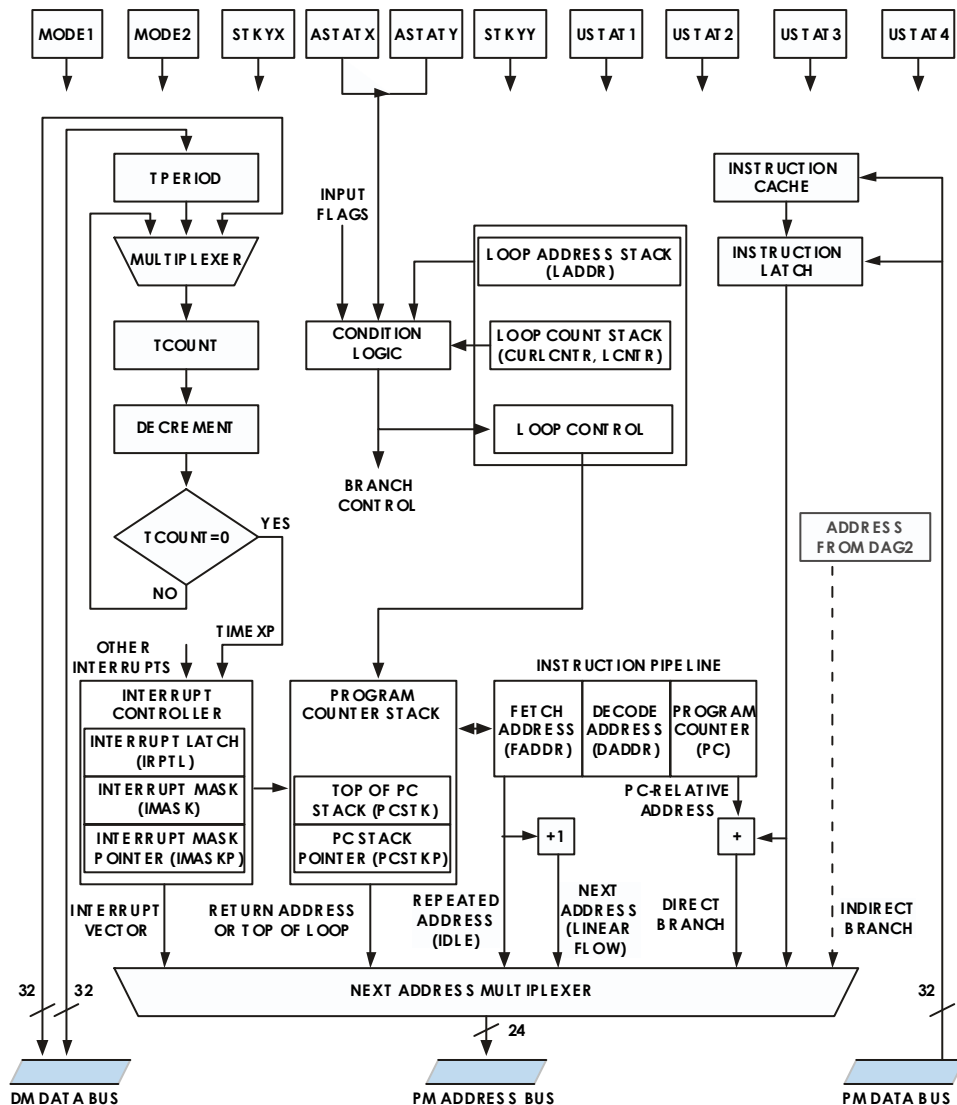 MODE1 MODE2 STKYX ASTATX ASTATY STKYY USTAT1 USTAT2 USTAT3 USTAT4
TPERIOD
INSTRUCTION
CACHE
INPUT
FLAGS
MULTIPLEXER
LOOP ADDRESS STACK
(LADDR)
INSTRUCTION
LATCH
TCOUNT
CONDITION
LOGIC
LOOP COUNT STACK
(CURLCNTR, LCNTR)
DECREMENT
LOOP CONTROL
BRANCH
CONTROL
TCOUNT=0
YES
NO
ADDRESS
FROM DAG2
TIMEXP
OTHER
INTERRUPTS
INSTRUCTION PIPELINE
INTERRUPT
CONTROLLER
INTERRUPT LATCH
(IRPTL)
INTERRUPT MASK
(IMASK)
INTERRUPT MASK
POINTER (IMASKP)
PROGRAM
COUNTER STACK
TOP OF PC
STACK (PCSTK)
PC STACK
POINTER (PCSTKP)
FETCH
ADDRESS
(FADDR)
DECODE
ADDRESS
(DADDR)
PROGRAM
COUNTER
(PC)
PC-RELATIVE
ADDRESS
+1
+
INTERRUPT
VECTOR
RETURN ADDRESS
OR TOP OF LOOP
REPEATED
ADDRESS
(IDLE)
NEXT
ADDRESS
(LINEAR
FLOW)
DIRECT
BRANCH
INDIRECT
BRANCH
NEXT ADDRESS MULTIPLEXER
32
32
24
32
DM DATA BUS
PM ADDRESS BUS
PM DATA BUS